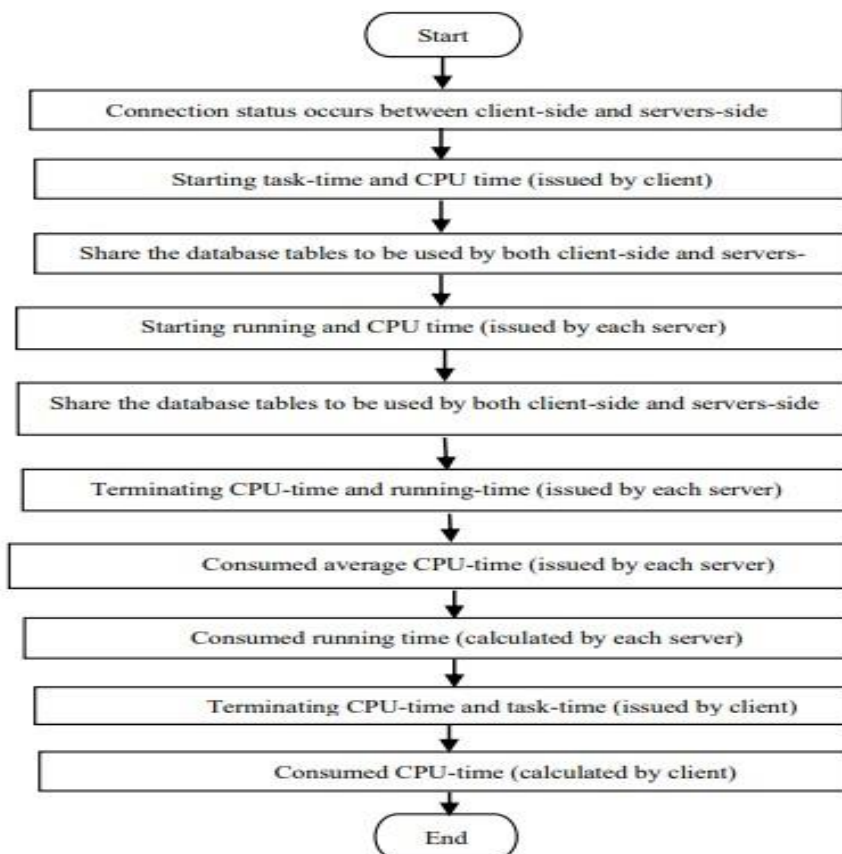 Start
Connection status occurs between client-side and servers-side
Starting task-time and CPU time (issued by client)
Share the database tables to be used by both client-side and servers-
Starting running and CPU time (issued by each server)
Share the database tables to be used by both client-side and servers-side
Terminating CPU-time and running-time (issued by each server)
Consumed average CPU-time (issued by each server)
Consumed running time (calculated by each server)
Terminating CPU-time and task-time (issued by client)
Consumed CPU-time (calculated by client)
End